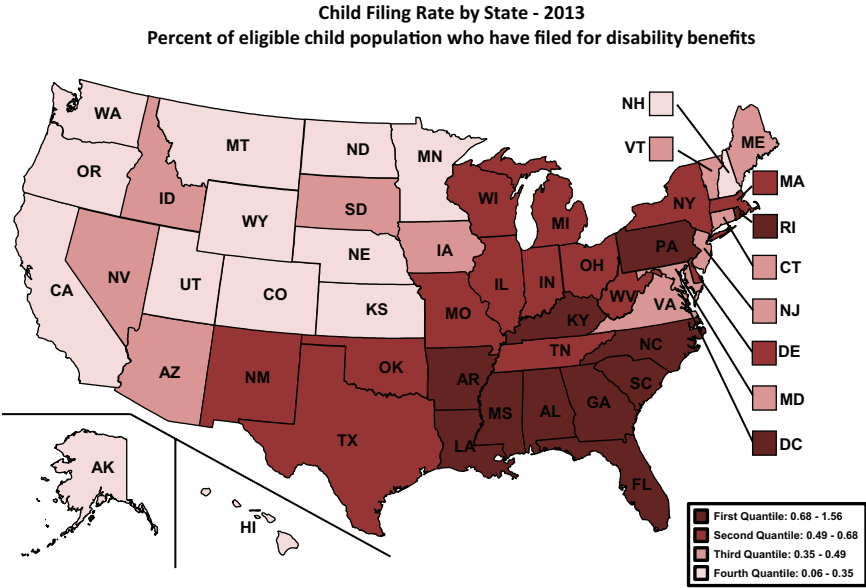 Child Filing Rate by State - 2013
Percent of eligible child population who have filed for disability benefits
WA
OR
CA
NV
ID
MT
WY
UT
AZ
CO
NM
ND
SD
NE
KS
OK
TX
MN
IA
MO
AR
LA
WI
IL
MI
IN
OH
KY
TN
MS
AL
GA
FL
SC
NC
VA
WV
PA
NY
ME
NH
VT
MA
RI
CT
NJ
DE
MD
DC
AK
HI
First Quantile: 0.68 - 1.56
Second Quantile: 0.49 - 0.68
Third Quantile: 0.35 - 0.49
Fourth Quantile: 0.06 - 0.35